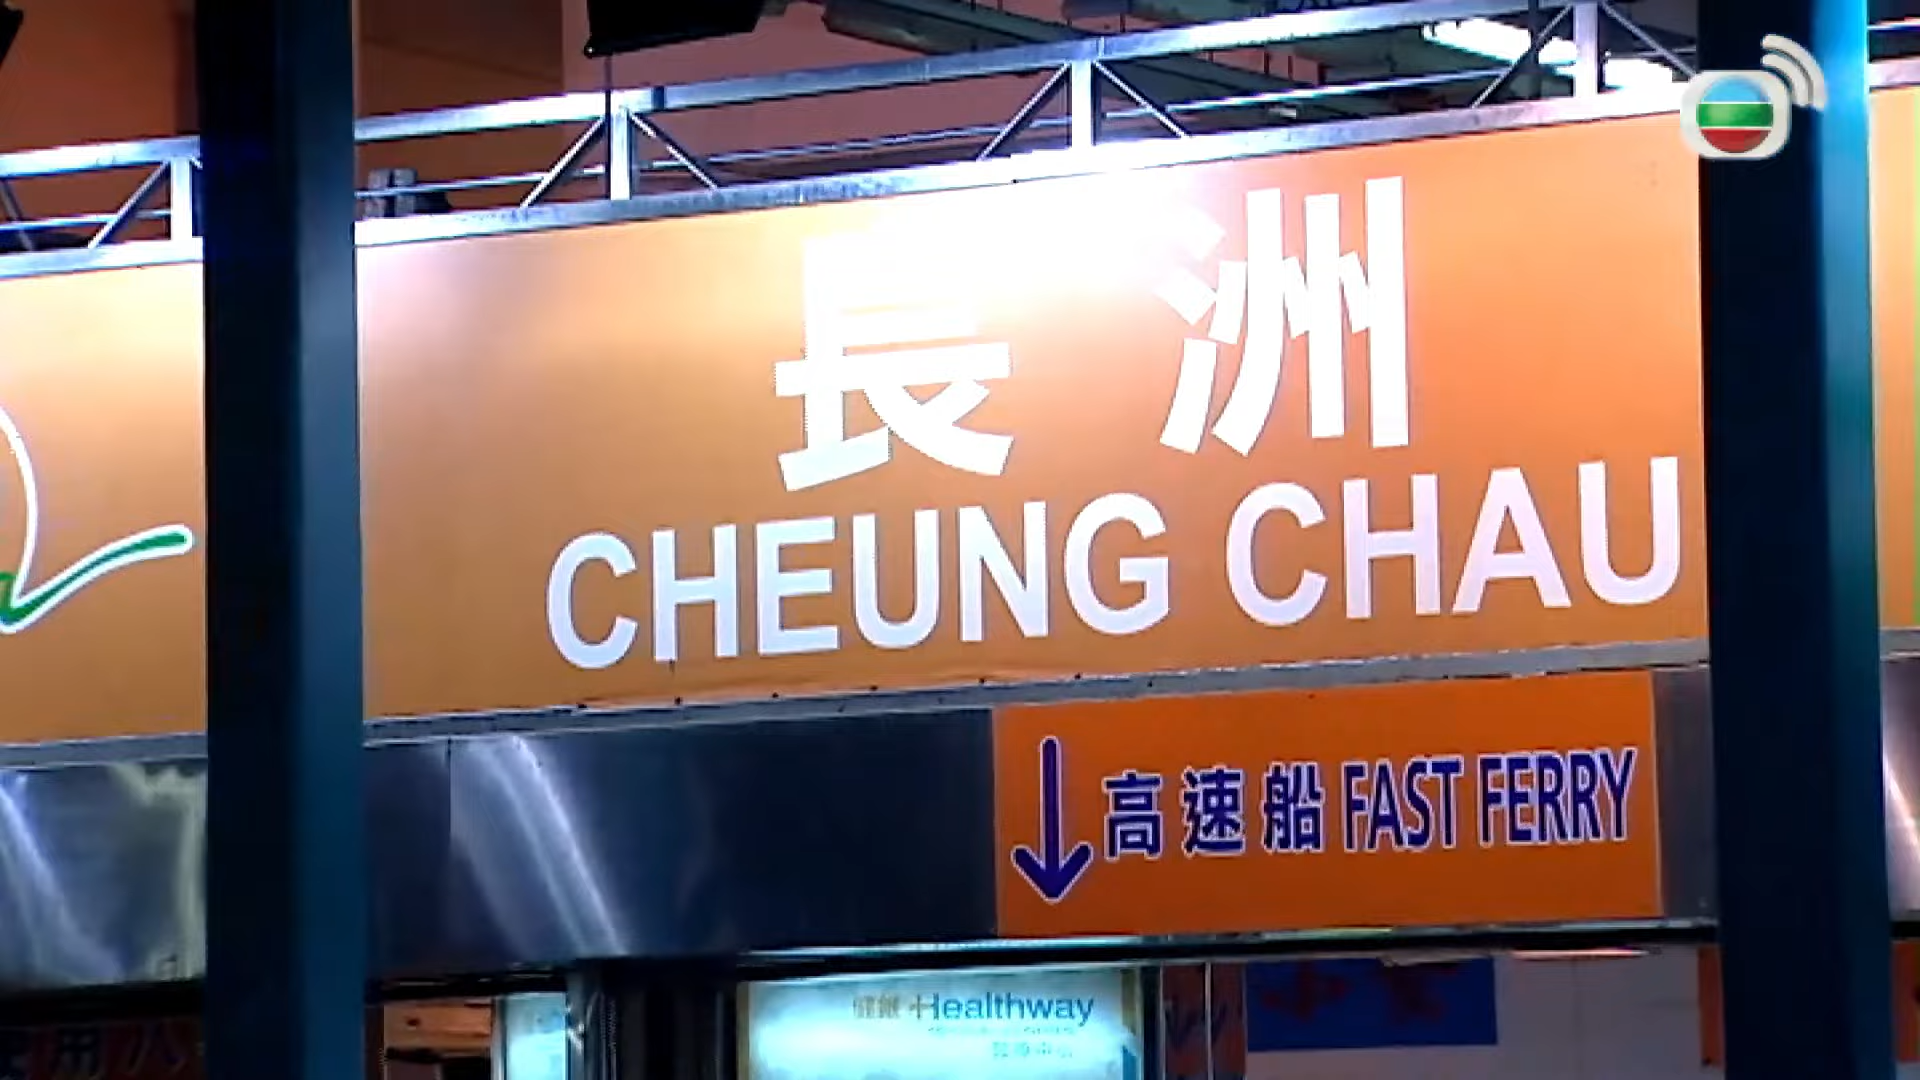 長洲
CHEUNG CHAU
高速船 FAST FERRY
Healthway